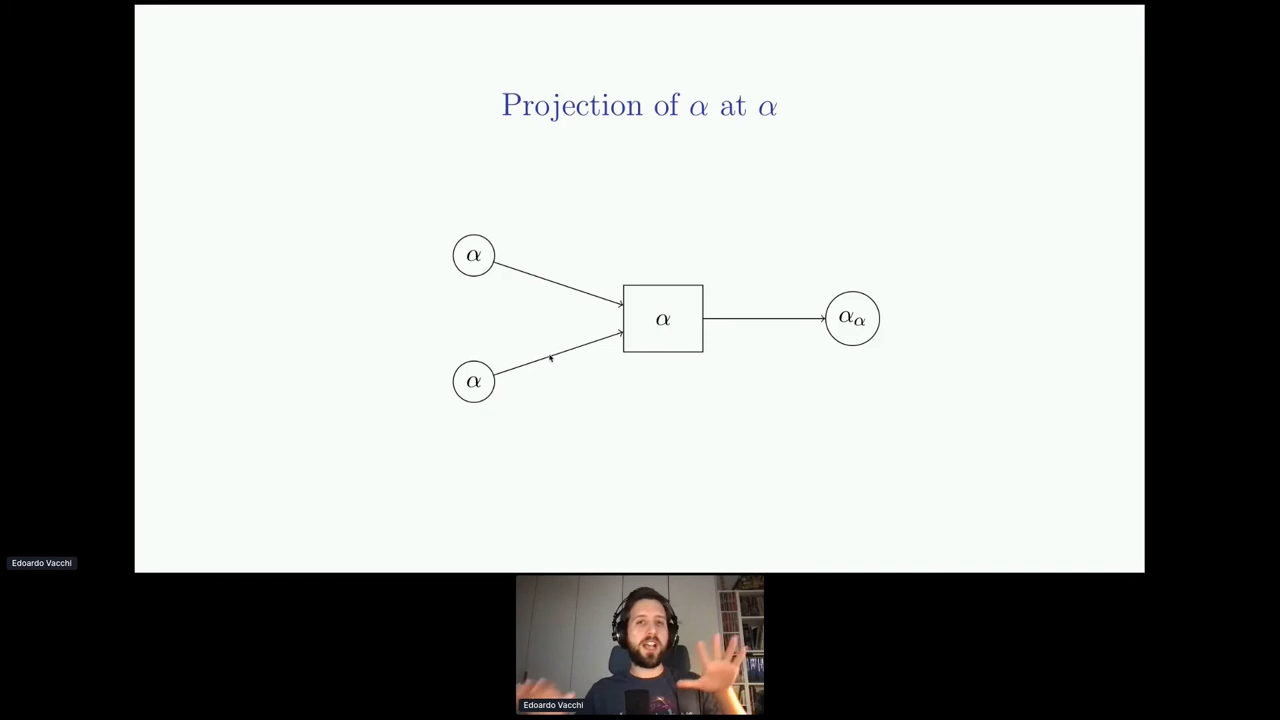 Projection of α at α
α
α
α
α_α
Edoardo Vacchi
Edoardo Vacchi